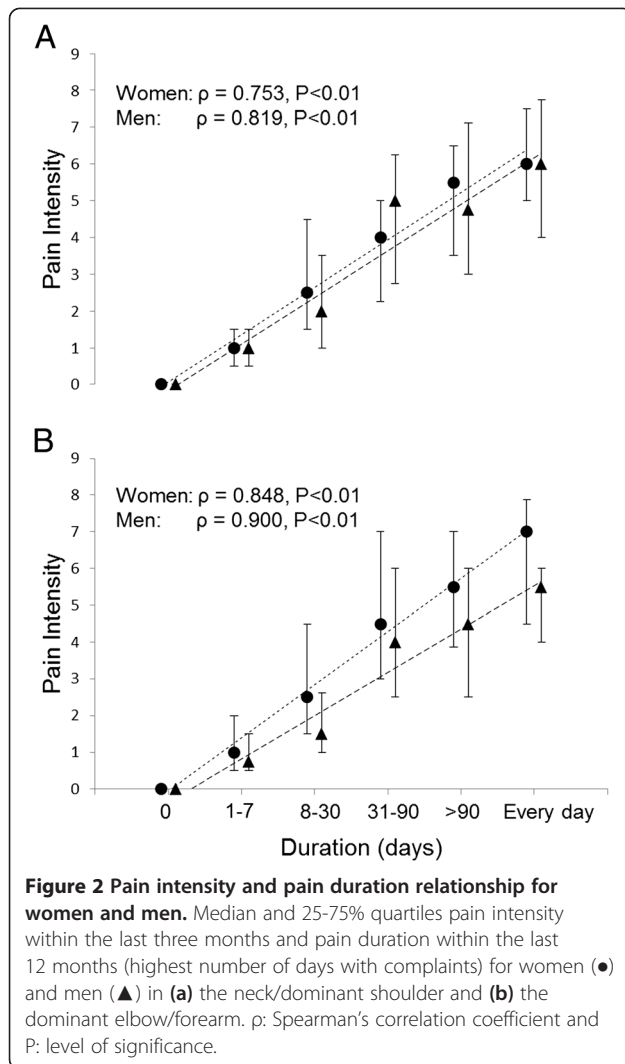 A
9
8
7
6
5
4
3
2
1
0
Pain Intensity
Women: ρ = 0.753, P<0.01
Men: ρ = 0.819, P<0.01
B
9
8
7
6
5
4
3
2
1
0
Pain Intensity
Women: ρ = 0.848, P<0.01
Men: ρ = 0.900, P<0.01
0 1-7 8-30 31-90 >90 Every day
Duration (days)
Figure 2 Pain intensity and pain duration relationship for
women and men. Median and 25-75% quartiles pain intensity
within the last three months and pain duration within the last
12 months (highest number of days with complaints) for women (●)
and men (▲) in (a) the neck/dominant shoulder and (b) the
dominant elbow/forearm. ρ: Spearman's correlation coefficient and
P: level of significance.